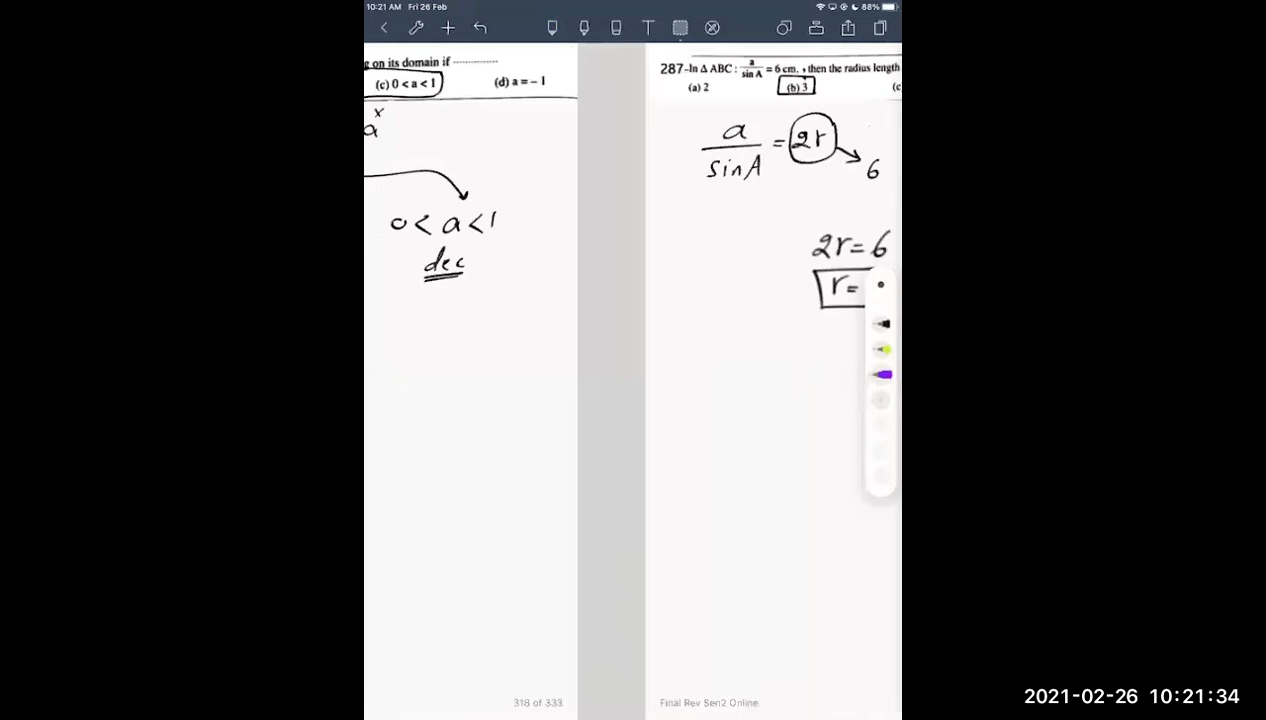 10:21 AM Fri 26 Feb
88%
g on its domain if ..............
(c) 0 < a < 1
(d) a = – 1
a^x
0 < a < 1
dec
318 of 333
287-In Δ ABC : a/sin A = 6 cm. , then the radius length
(a) 2
(b) 3
(c
a/sin A = 2r
6
2r = 6
r =
Final Rev Sen2 Online
2021-02-26 10:21:34